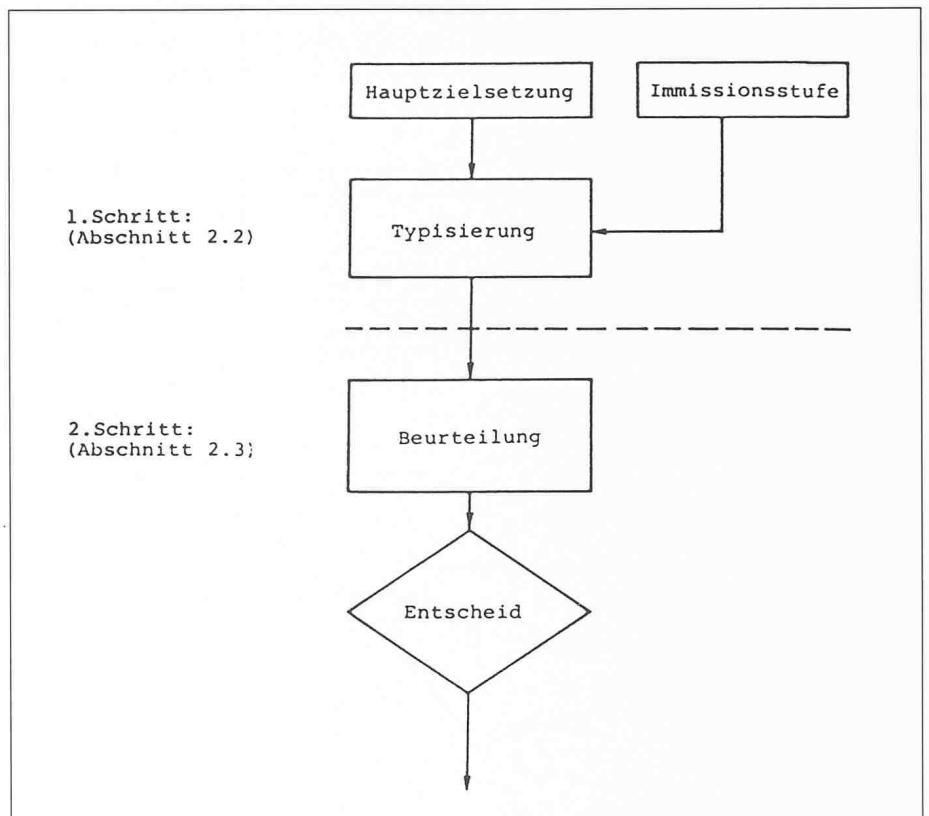 Hauptzielsetzung
Immissionsstufe
1.Schritt:
(Abschnitt 2.2)
Typisierung
2.Schritt:
(Abschnitt 2.3)
Beurteilung
Entscheid